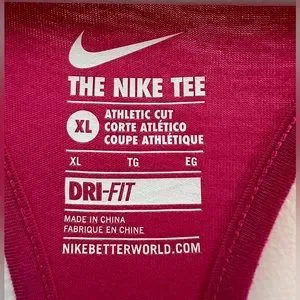 THE NIKE TEE
XL
ATHLETIC CUT
CORTE ATLÉTICO
COUPE ATHLÉTIQUE
XL TG EG
DRI-FIT
MADE IN CHINA
FABRIQUE EN CHINE
NIKEBETTERWORLD.COM